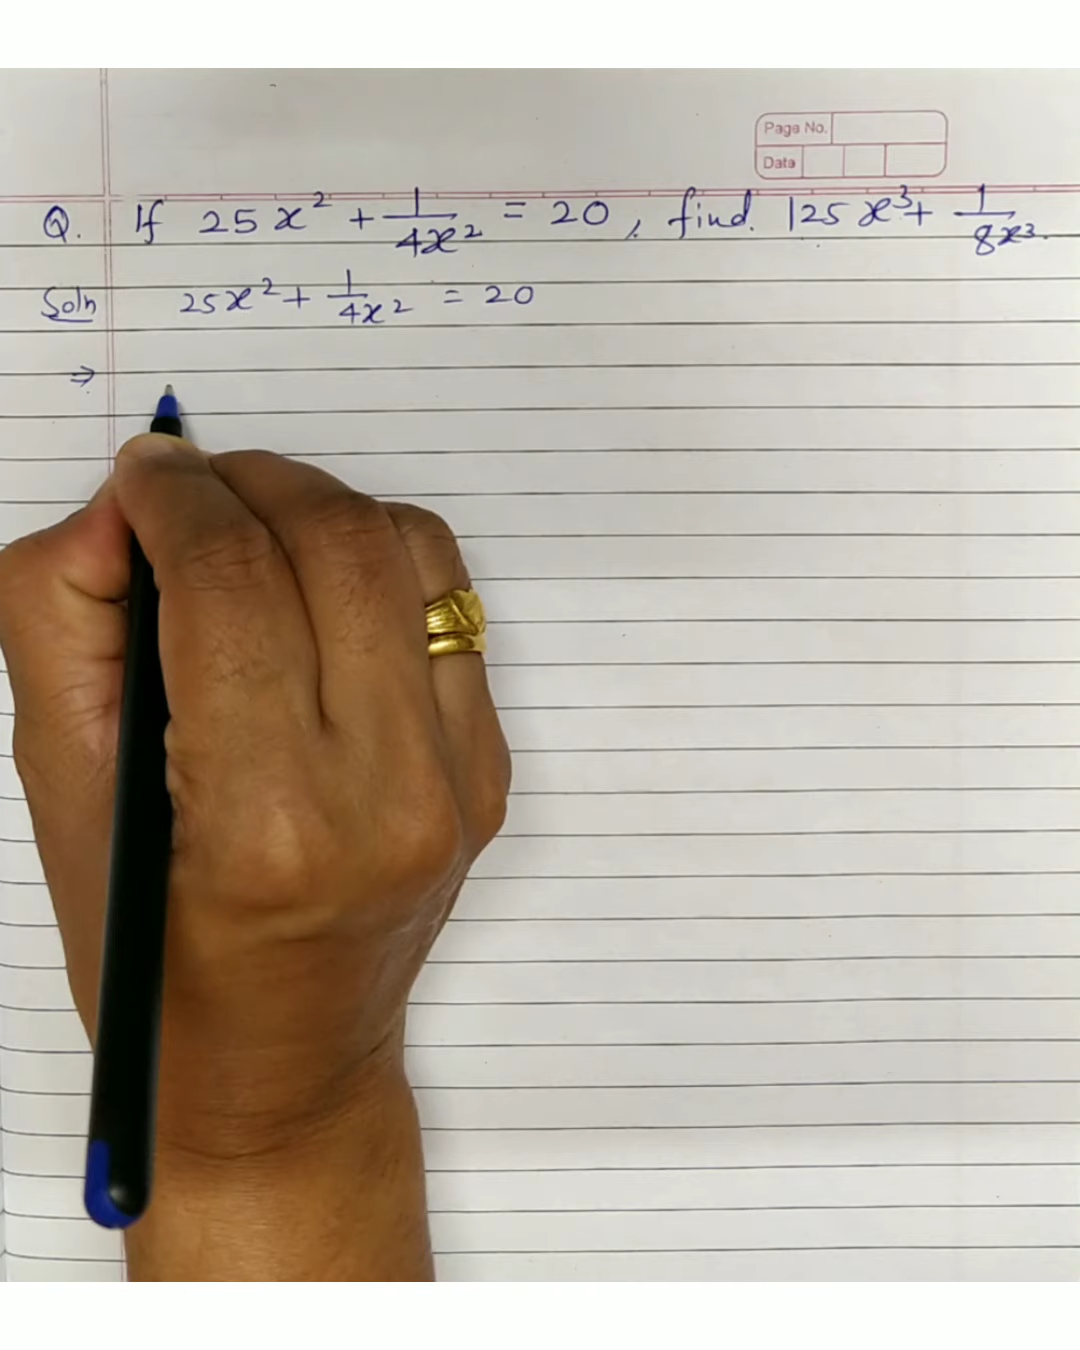 Page No.
Date
Q. If 25x² + 1/4x² = 20, find. 125x³ + 1/8x³.
Soln 25x² + 1/4x² = 20
⇒